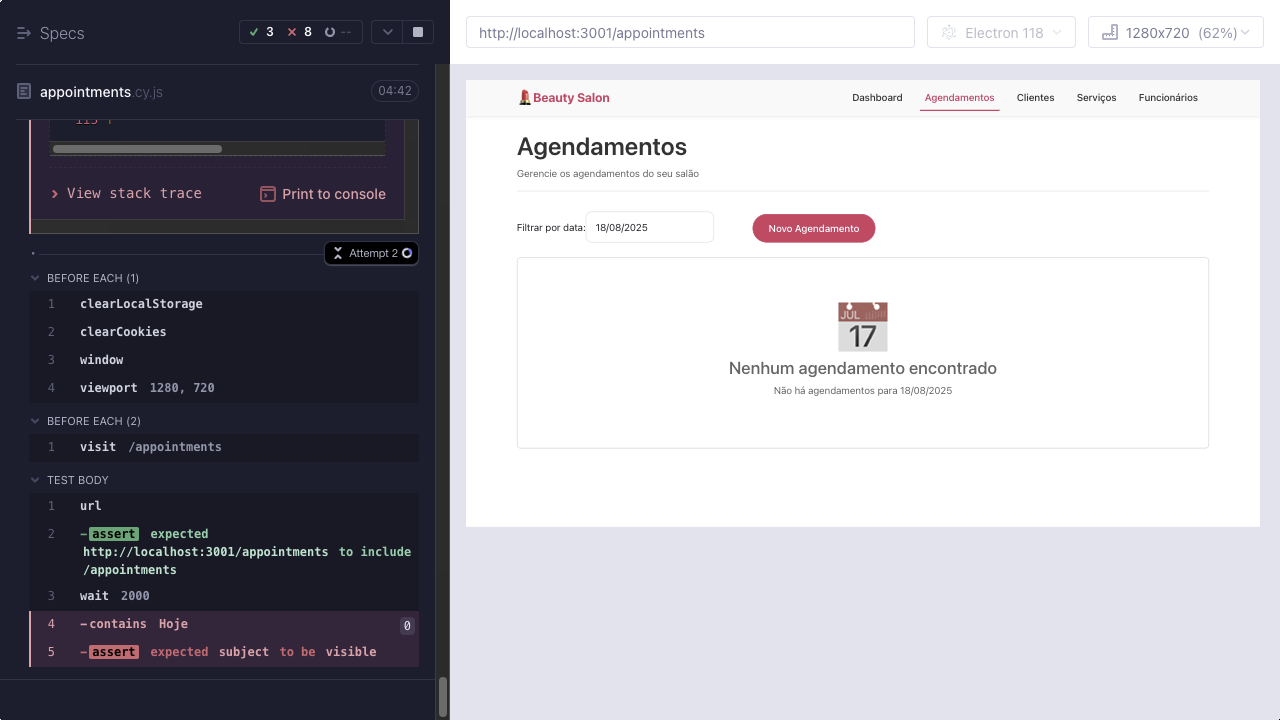 Specs
3 8 --
appointments.cy.js
04:42
View stack trace
Print to console
Attempt 2
BEFORE EACH (1)
1 clearLocalStorage
2 clearCookies
3 window
4 viewport 1280, 720
BEFORE EACH (2)
1 visit /appointments
TEST BODY
1 url
2 -assert expected
http://localhost:3001/appointments to include
/appointments
3 wait 2000
4 -contains Hoje 0
5 -assert expected subject to be visible
http://localhost:3001/appointments
Electron 118
1280x720 (62%)
Beauty Salon
Dashboard
Agendamentos
Clientes
Serviços
Funcionários
Agendamentos
Gerencie os agendamentos do seu salão
Filtrar por data: 18/08/2025
Novo Agendamento
JUL
17
Nenhum agendamento encontrado
Não há agendamentos para 18/08/2025